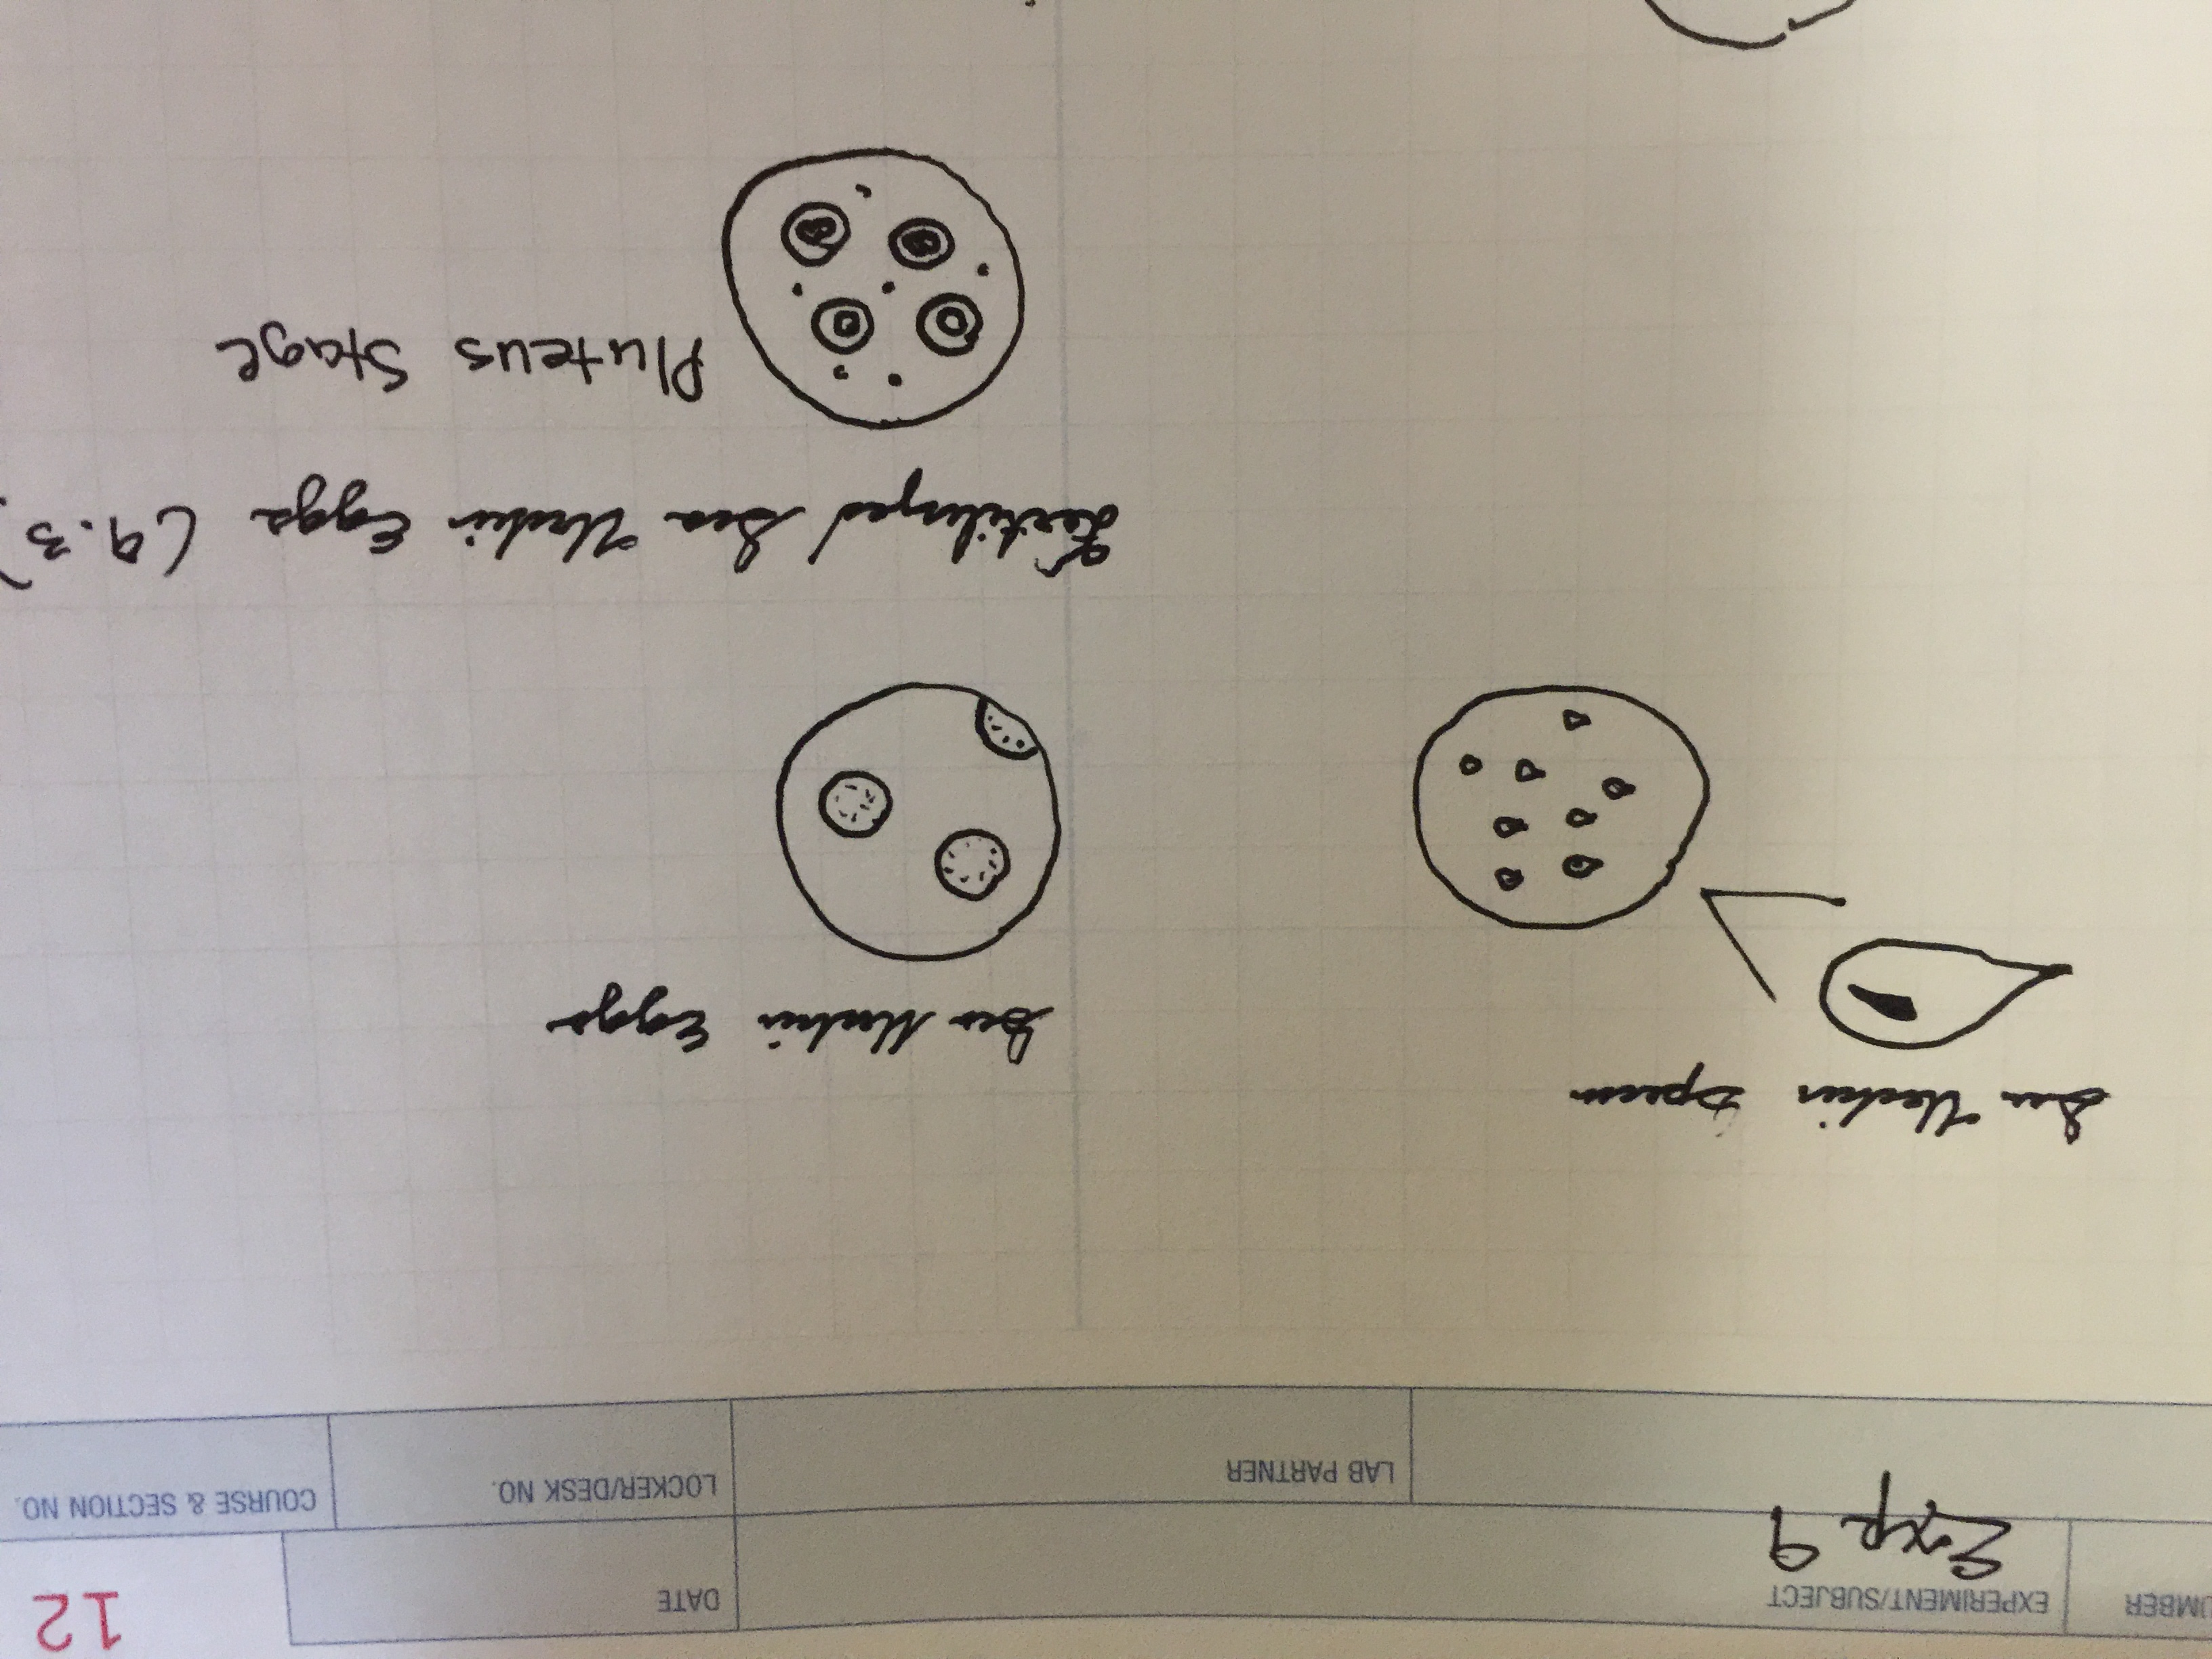 UMBER
EXPERIMENT/SUBJECT
Exp 9
DATE
12
LAB PARTNER
LOCKER/DESK NO.
COURSE & SECTION NO.
Sea Urchin Sperm
Sea Urchin Eggs
Fertilized Sea Urchin Eggs (9.3)
Pluteus Stage